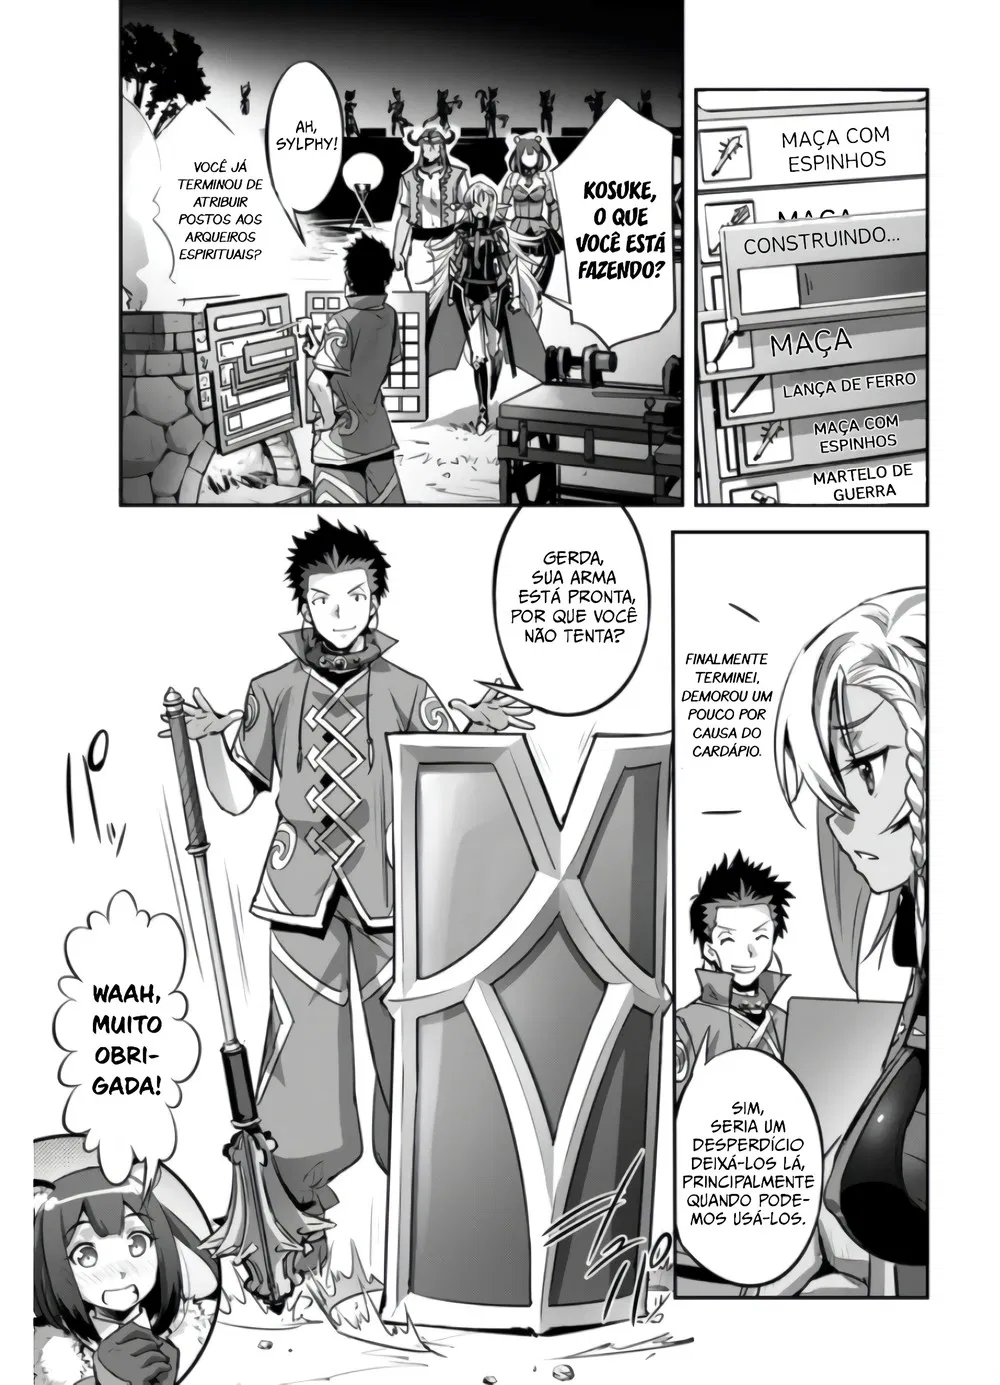 AH,
SYLPHY!
VOCÊ JÁ
TERMINOU DE
ATRIBUIR
POSTOS AOS
ARQUEIROS
ESPIRITUAIS?
KOSUKE,
O QUE
VOCÊ ESTÁ
FAZENDO?
MAÇA COM
ESPINHOS
MAÇA
CONSTRUINDO...
MAÇA
LANÇA DE FERRO
MAÇA COM
ESPINHOS
MARTELO DE
GUERRA
GERDA,
SUA ARMA
ESTÁ PRONTA,
POR QUE VOCÊ
NÃO TENTA?
FINALMENTE
TERMINEI,
DEMOROU UM
POUCO POR
CAUSA DO
CARDÁPIO.
WAAH,
MUITO
OBRI-
GADA!
SIM,
SERIA UM
DESPERDÍCIO
DEIXÁ-LOS LÁ,
PRINCIPALMENTE
QUANDO PODE-
MOS USÁ-LOS.